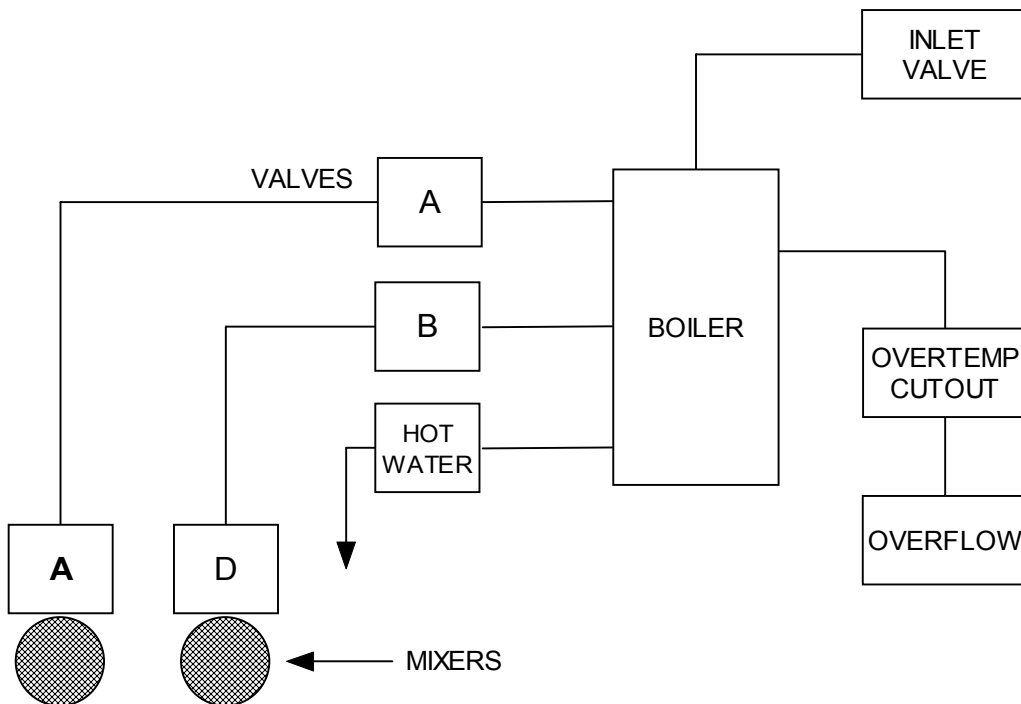 INLET
VALVE
VALVES
A
B
BOILER
OVERTEMP
CUTOUT
HOT
WATER
OVERFLOW
A
D
MIXERS